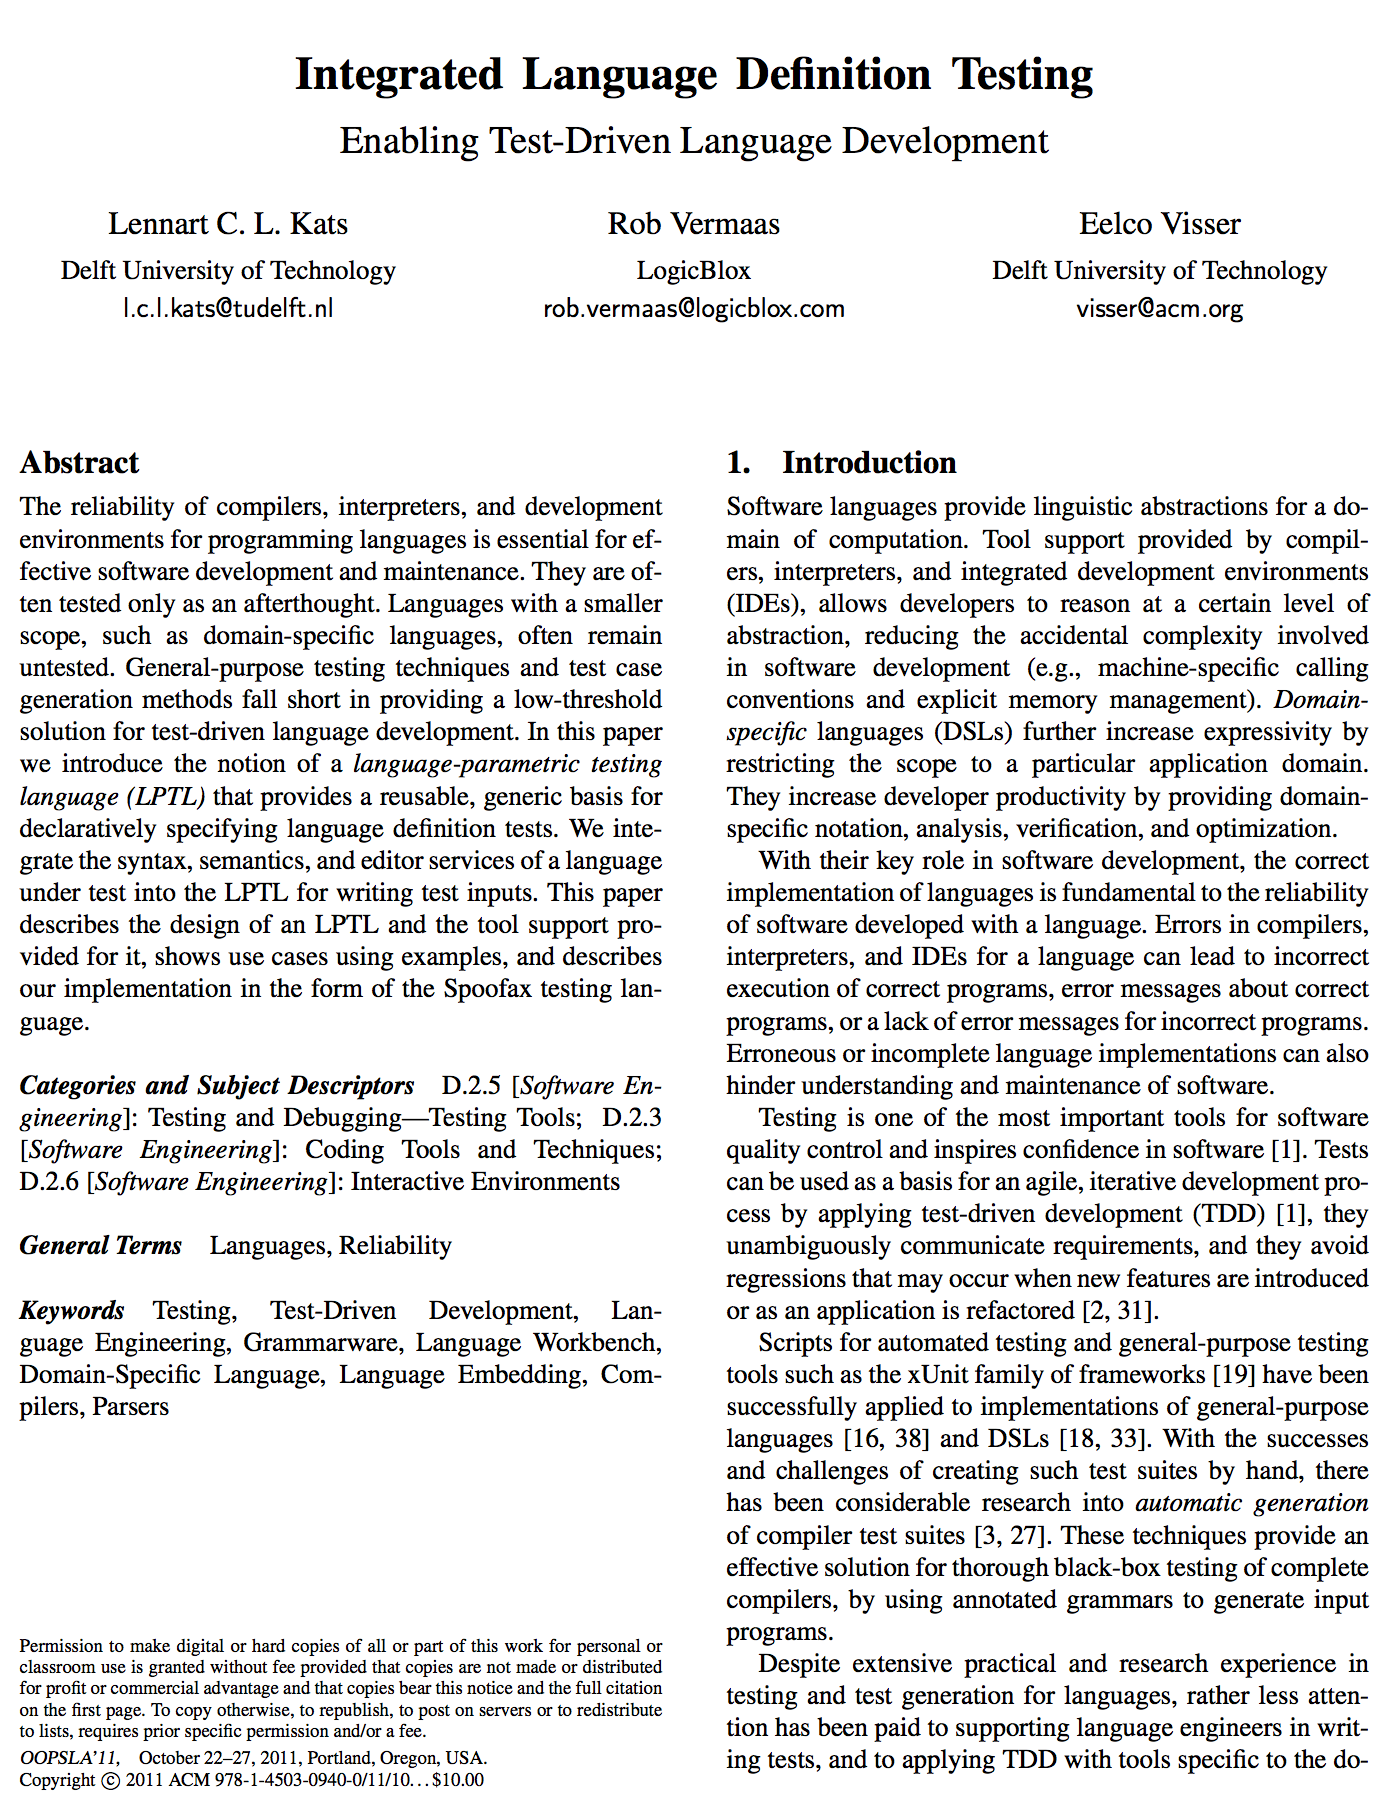 Integrated Language Definition Testing
Enabling Test-Driven Language Development
Lennart C. L. Kats
Delft University of Technology
l.c.l.kats@tudelft.nl
Rob Vermaas
LogicBlox
rob.vermaas@logicblox.com
Eelco Visser
Delft University of Technology
visser@acm.org
Abstract
The reliability of compilers, interpreters, and development
environments for programming languages is essential for ef-
fective software development and maintenance. They are of-
ten tested only as an afterthought. Languages with a smaller
scope, such as domain-specific languages, often remain
untested. General-purpose testing techniques and test case
generation methods fall short in providing a low-threshold
solution for test-driven language development. In this paper
we introduce the notion of a language-parametric testing
language (LPTL) that provides a reusable, generic basis for
declaratively specifying language definition tests. We inte-
grate the syntax, semantics, and editor services of a language
under test into the LPTL for writing test inputs. This paper
describes the design of an LPTL and the tool support pro-
vided for it, shows use cases using examples, and describes
our implementation in the form of the Spoofax testing lan-
guage.
Categories and Subject Descriptors D.2.5 [Software En-
gineering]: Testing and Debugging—Testing Tools; D.2.3
[Software Engineering]: Coding Tools and Techniques;
D.2.6 [Software Engineering]: Interactive Environments
General Terms Languages, Reliability
Keywords Testing, Test-Driven Development, Lan-
guage Engineering, Grammarware, Language Workbench,
Domain-Specific Language, Language Embedding, Com-
pilers, Parsers
Permission to make digital or hard copies of all or part of this work for personal or
classroom use is granted without fee provided that copies are not made or distributed
for profit or commercial advantage and that copies bear this notice and the full citation
on the first page. To copy otherwise, to republish, to post on servers or to redistribute
to lists, requires prior specific permission and/or a fee.
OOPSLA'11, October 22–27, 2011, Portland, Oregon, USA.
Copyright © 2011 ACM 978-1-4503-0940-0/11/10...$10.00
1. Introduction
Software languages provide linguistic abstractions for a do-
main of computation. Tool support provided by compil-
ers, interpreters, and integrated development environments
(IDEs), allows developers to reason at a certain level of
abstraction, reducing the accidental complexity involved
in software development (e.g., machine-specific calling
conventions and explicit memory management). Domain-
specific languages (DSLs) further increase expressivity by
restricting the scope to a particular application domain.
They increase developer productivity by providing domain-
specific notation, analysis, verification, and optimization.
With their key role in software development, the correct
implementation of languages is fundamental to the reliability
of software developed with a language. Errors in compilers,
interpreters, and IDEs for a language can lead to incorrect
execution of correct programs, error messages about correct
programs, or a lack of error messages for incorrect programs.
Erroneous or incomplete language implementations can also
hinder understanding and maintenance of software.
Testing is one of the most important tools for software
quality control and inspires confidence in software [1]. Tests
can be used as a basis for an agile, iterative development pro-
cess by applying test-driven development (TDD) [1], they
unambiguously communicate requirements, and they avoid
regressions that may occur when new features are introduced
or as an application is refactored [2, 31].
Scripts for automated testing and general-purpose testing
tools such as the xUnit family of frameworks [19] have been
successfully applied to implementations of general-purpose
languages [16, 38] and DSLs [18, 33]. With the successes
and challenges of creating such test suites by hand, there
has been considerable research into automatic generation
of compiler test suites [3, 27]. These techniques provide an
effective solution for thorough black-box testing of complete
compilers, by using annotated grammars to generate input
programs.
Despite extensive practical and research experience in
testing and test generation for languages, rather less atten-
tion has been paid to supporting language engineers in writ-
ing tests, and to applying TDD with tools specific to the do-